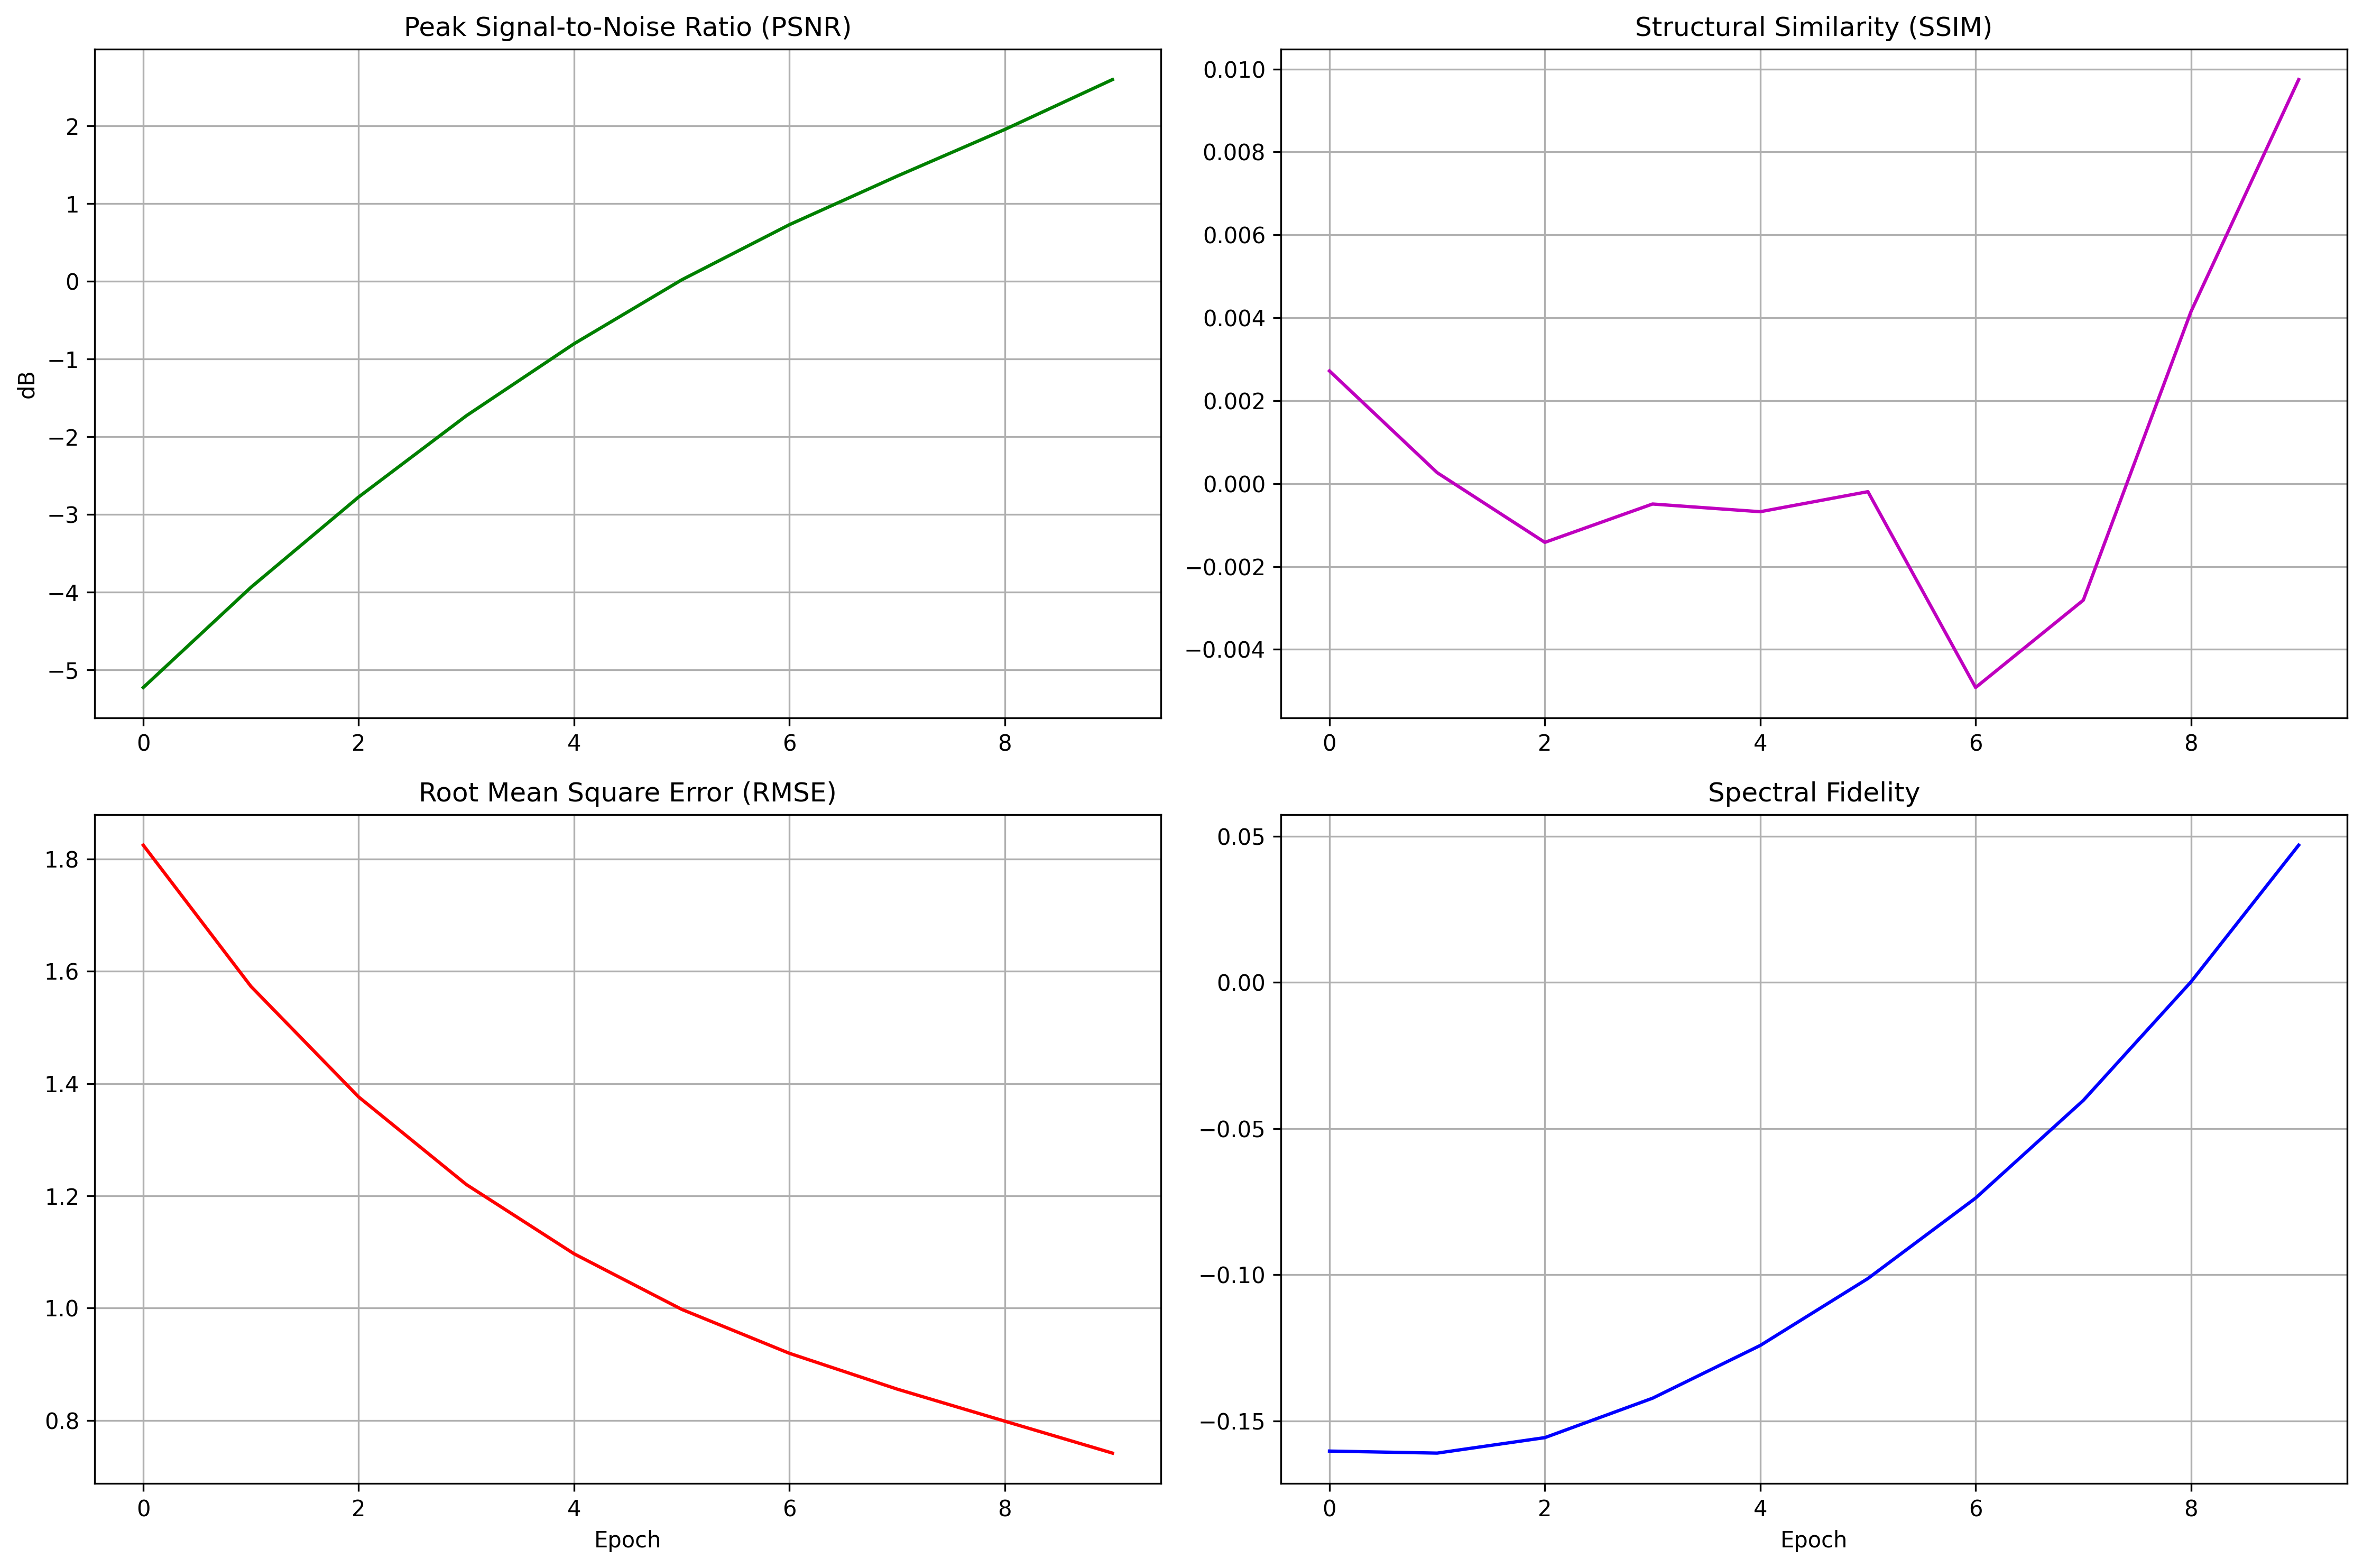 Peak Signal-to-Noise Ratio (PSNR)
dB
2
1
0
−1
−2
−3
−4
−5
0 2 4 6 8
Structural Similarity (SSIM)
0.010
0.008
0.006
0.004
0.002
0.000
−0.002
−0.004
0 2 4 6 8
Root Mean Square Error (RMSE)
1.8
1.6
1.4
1.2
1.0
0.8
0 2 4 6 8
Epoch
Spectral Fidelity
0.05
0.00
−0.05
−0.10
−0.15
0 2 4 6 8
Epoch